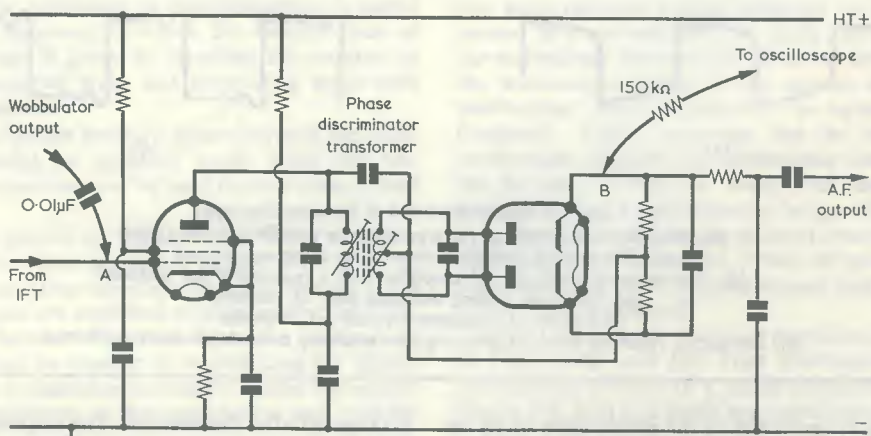 HT+
To oscilloscope
150kΩ
Wobbulator
output
Phase
discriminator
transformer
0·01μF
B
A.F.
output
From
IFT
A
−